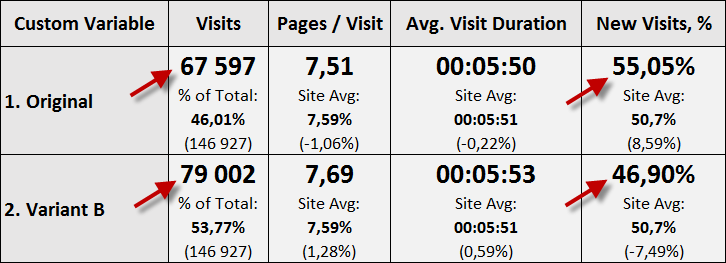 Custom Variable Visits Pages / Visit Avg. Visit Duration New Visits, %
67 597 7,51 00:05:50 55,05%
1. Original
% of Total: Site Avg: Site Avg: Site Avg:
46,01% 7,59% 00:05:51 50,7%
(146 927) (-1,06%) (-0,22%) (8,59%)
79 002 7,69 00:05:53 46,90%
2. Variant B
% of Total: Site Avg: Site Avg: Site Avg:
53,77% 7,59% 00:05:51 50,7%
(146 927) (1,28%) (0,59%) (-7,49%)